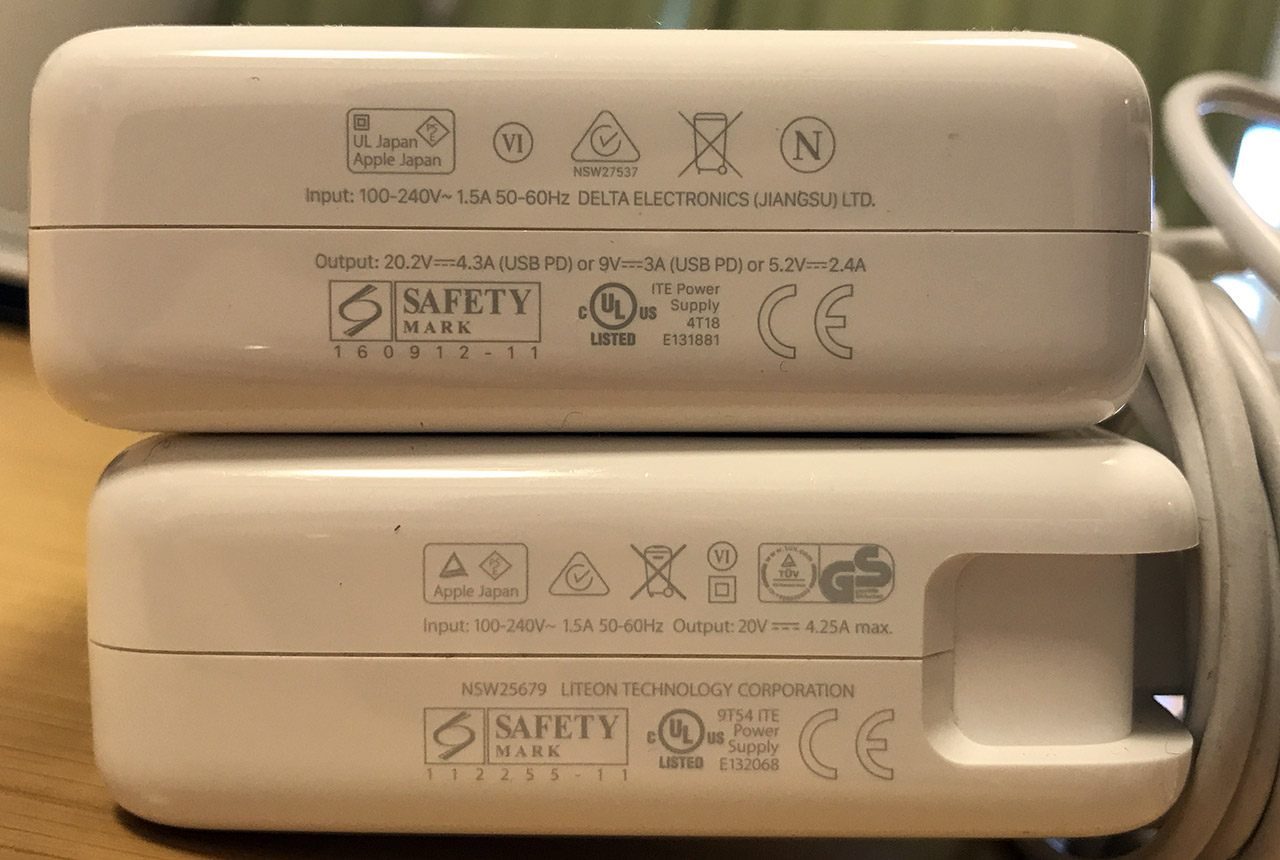 UL Japan
PS
E
Apple Japan
VI
NSW27537
N
Input: 100-240V~ 1.5A 50-60Hz DELTA ELECTRONICS (JIANGSU) LTD.
Output: 20.2V⎓4.3A (USB PD) or 9V⎓3A (USB PD) or 5.2V⎓2.4A
SAFETY
MARK
160912-11
C UL US
LISTED
ITE Power
Supply
4T18
E131881
CE
PS
E
Apple Japan
VI
TÜV
GS
Input: 100-240V~ 1.5A 50-60Hz Output: 20V ⎓ 4.25A max.
NSW25679 LITEON TECHNOLOGY CORPORATION
SAFETY
MARK
112255-11
C UL US
LISTED
9T54 ITE
Power
Supply
E132068
CE